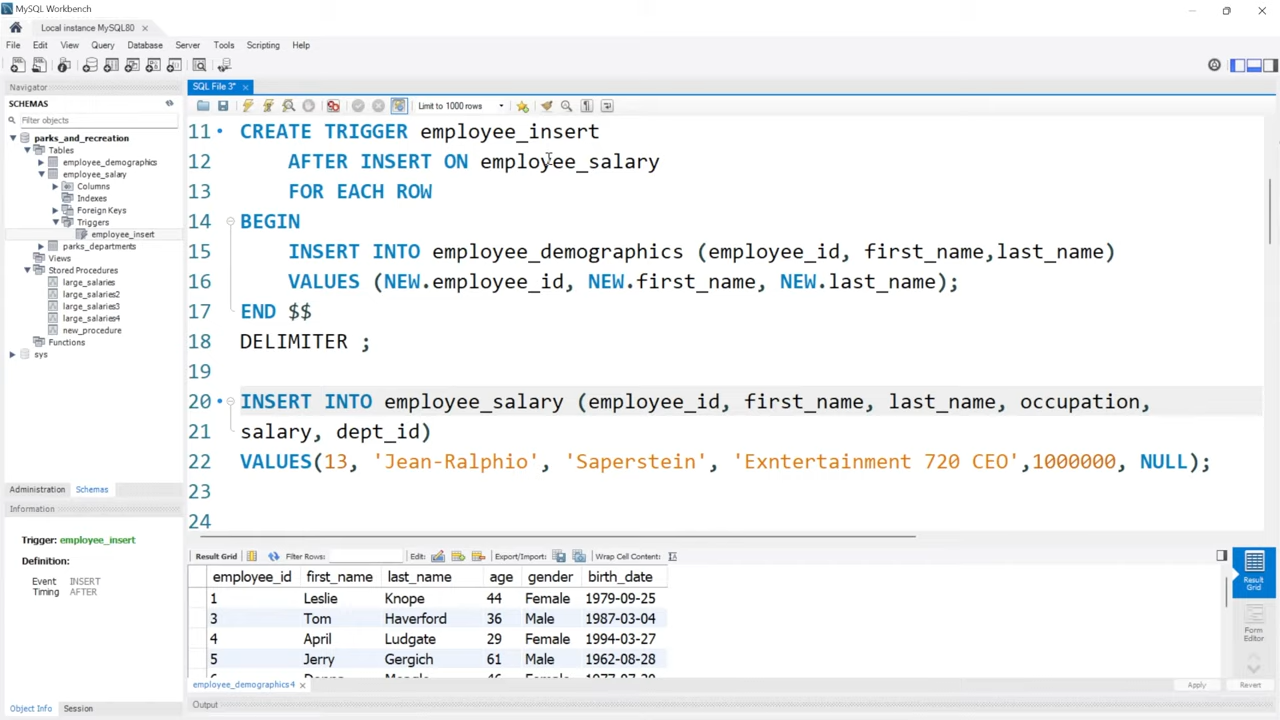 MySQL Workbench
Local instance MySQL80
File Edit View Query Database Server Tools Scripting Help
Navigator
SCHEMAS
Filter objects
parks_and_recreation
Tables
employee_demographics
employee_salary
Columns
Indexes
Foreign Keys
Triggers
employee_insert
parks_departments
Views
Stored Procedures
large_salaries
large_salaries2
large_salaries3
large_salaries4
new_procedure
Functions
sys
Administration Schemas
Information
Trigger: employee_insert
Definition:
Event INSERT
Timing AFTER
Object Info Session
SQL File 3*
Limit to 1000 rows
11 CREATE TRIGGER employee_insert
12 AFTER INSERT ON employee_salary
13 FOR EACH ROW
14 BEGIN
15 INSERT INTO employee_demographics (employee_id, first_name,last_name)
16 VALUES (NEW.employee_id, NEW.first_name, NEW.last_name);
17 END $$
18 DELIMITER ;
19
20 INSERT INTO employee_salary (employee_id, first_name, last_name, occupation,
21 salary, dept_id)
22 VALUES(13, 'Jean-Ralphio', 'Saperstein', 'Exntertainment 720 CEO',1000000, NULL);
23
24
Result Grid Filter Rows: Edit: Export/Import: Wrap Cell Content:
employee_id first_name last_name age gender birth_date
1 Leslie Knope 44 Female 1979-09-25
3 Tom Haverford 36 Male 1987-03-04
4 April Ludgate 29 Female 1994-03-27
5 Jerry Gergich 61 Male 1962-08-28
Result
Grid
Form
Editor
employee_demographics4
Apply Revert
Output